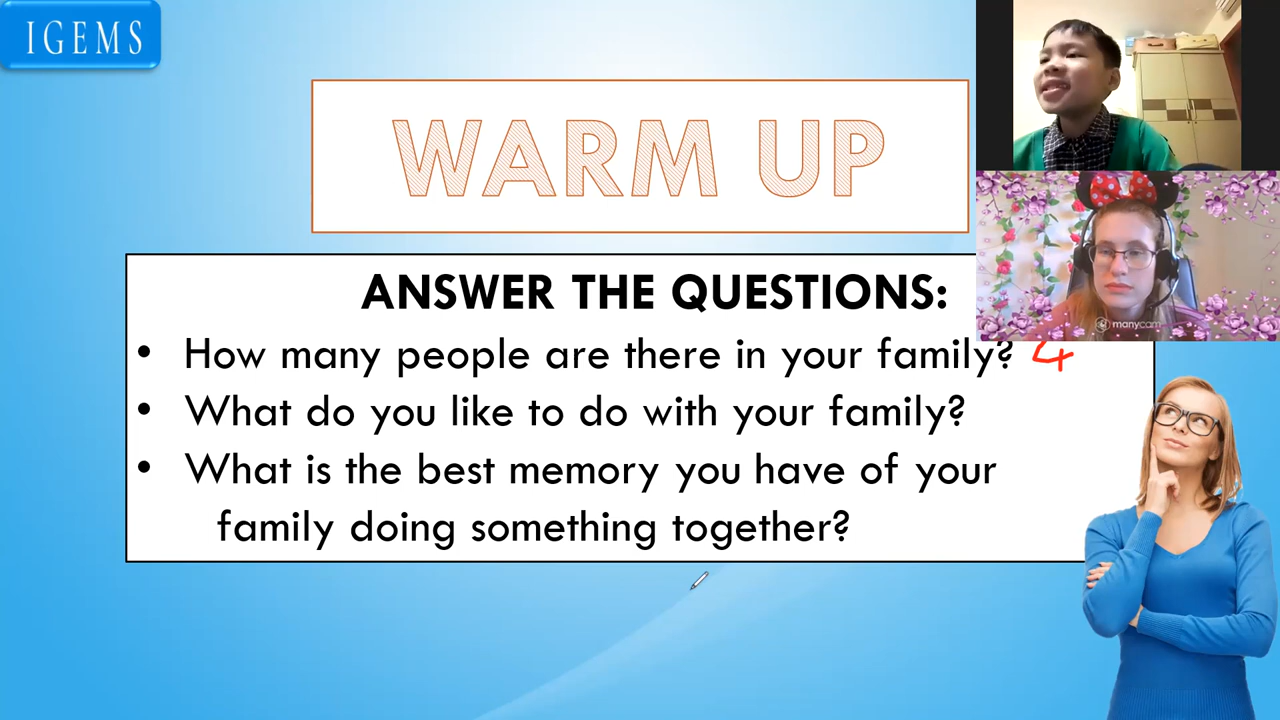 IGEMS
WARM UP
ANSWER THE QUESTIONS:
• How many people are there in your family? 4
• What do you like to do with your family?
• What is the best memory you have of your
family doing something together?
manycam